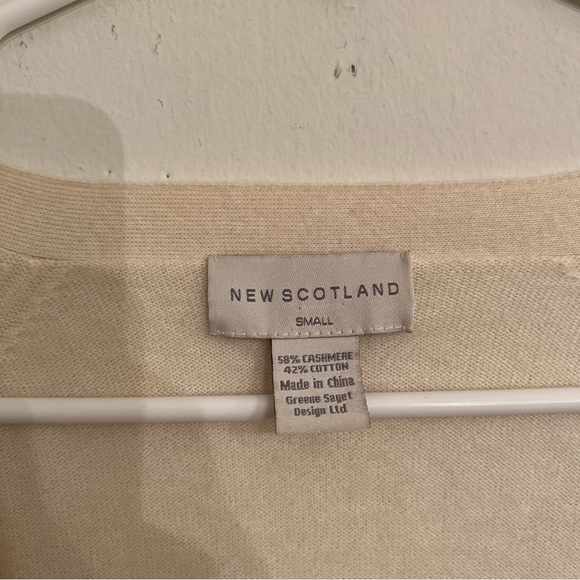 NEW SCOTLAND
SMALL
58% CASHMERE
42% COTTON
Made in China
Greene Sayet
Design Ltd